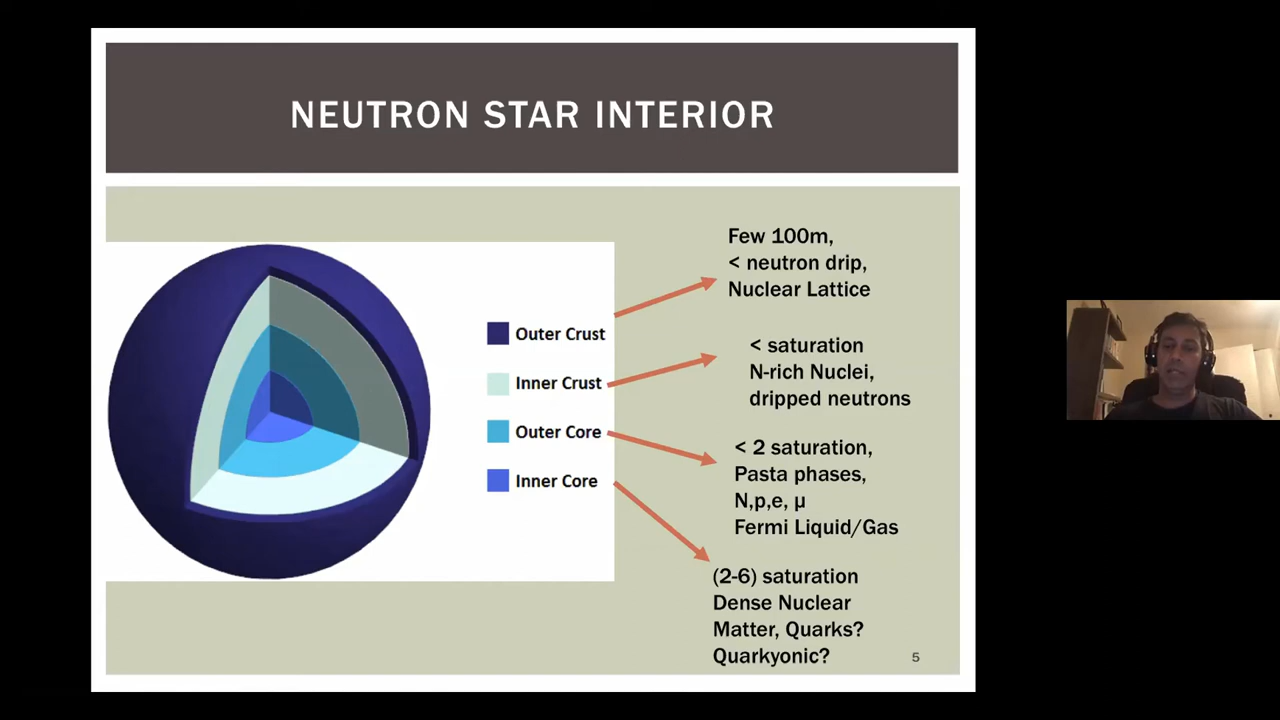 NEUTRON STAR INTERIOR
Outer Crust
Inner Crust
Outer Core
Inner Core
Few 100m,
< neutron drip,
Nuclear Lattice
< saturation
N-rich Nuclei,
dripped neutrons
< 2 saturation,
Pasta phases,
N,p,e, μ
Fermi Liquid/Gas
(2-6) saturation
Dense Nuclear
Matter, Quarks?
Quarkyonic?
5